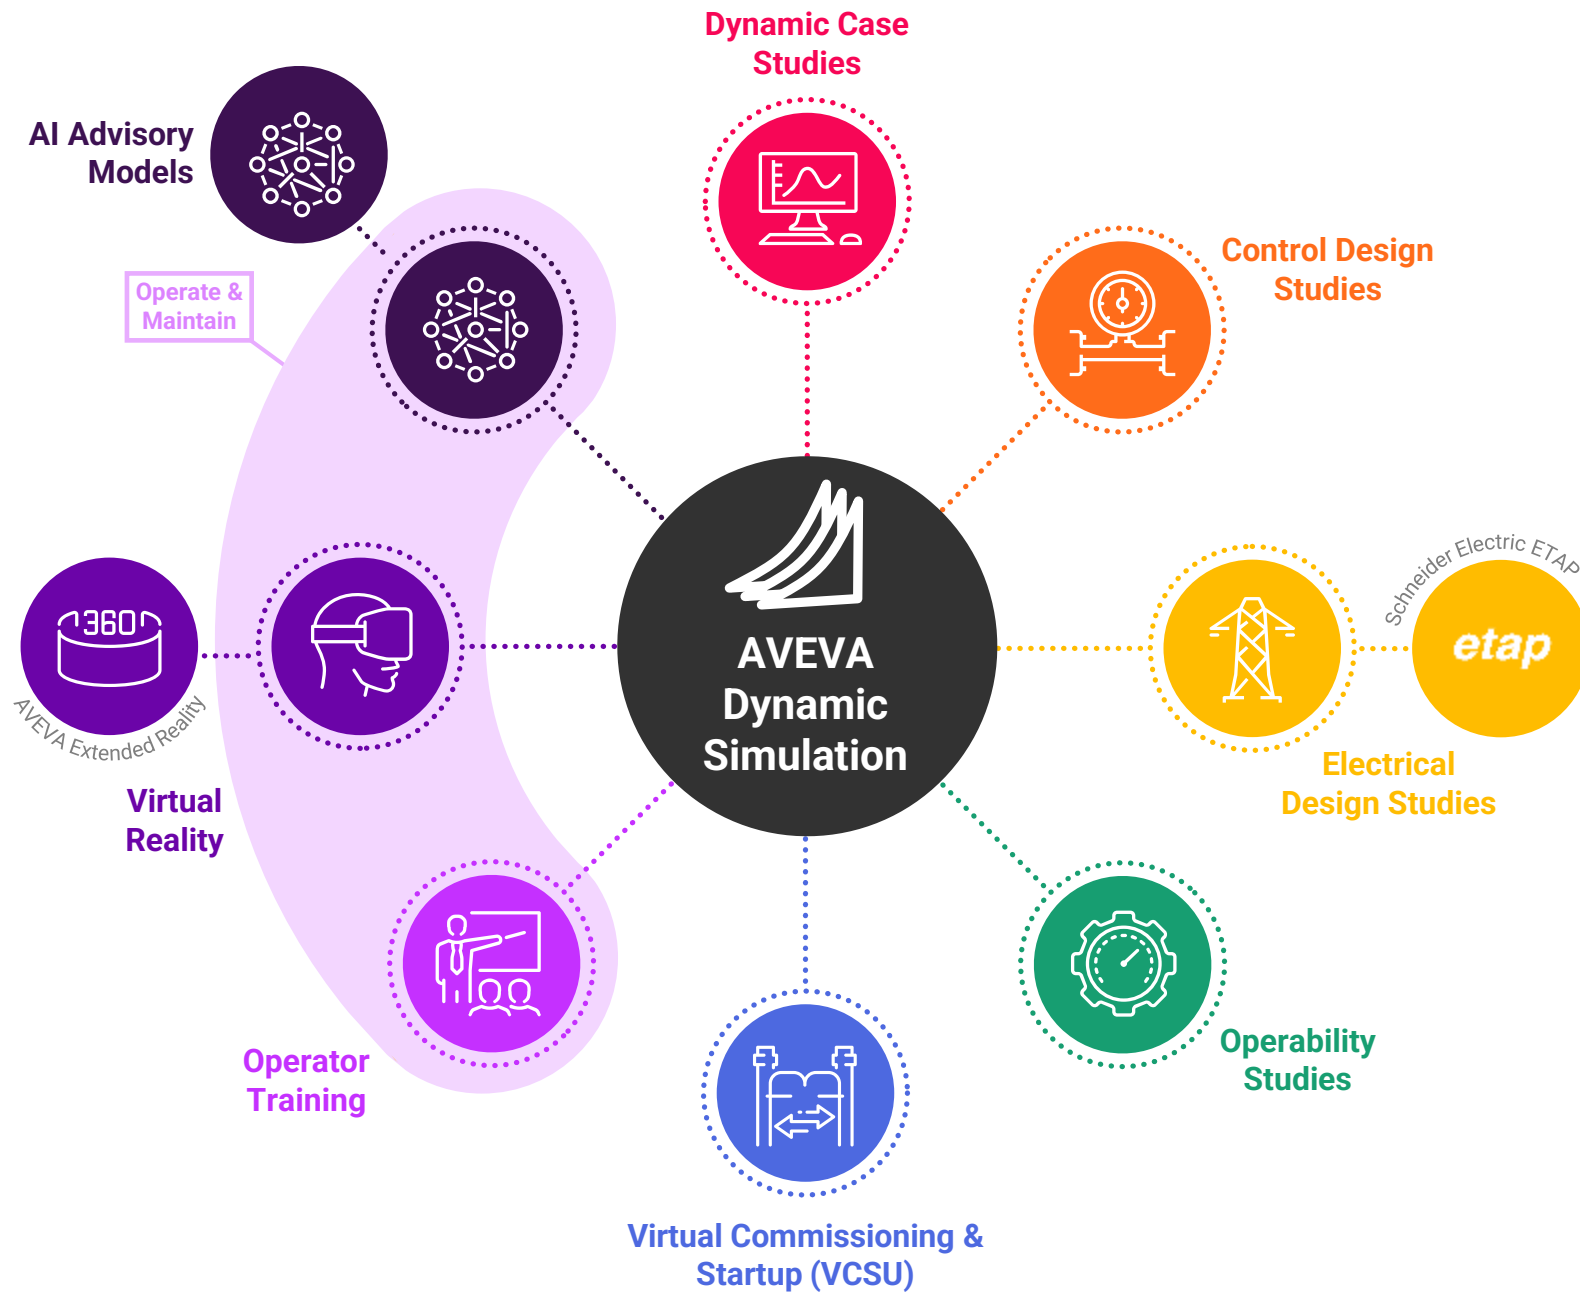 Dynamic Case
Studies
AI Advisory
Models
Control Design
Studies
Operate &
Maintain
Schneider Electric ETAP
etap
360
AVEVA Extended Reality
AVEVA
Dynamic
Simulation
Electrical
Design Studies
Virtual
Reality
Operability
Studies
Operator
Training
Virtual Commissioning &
Startup (VCSU)